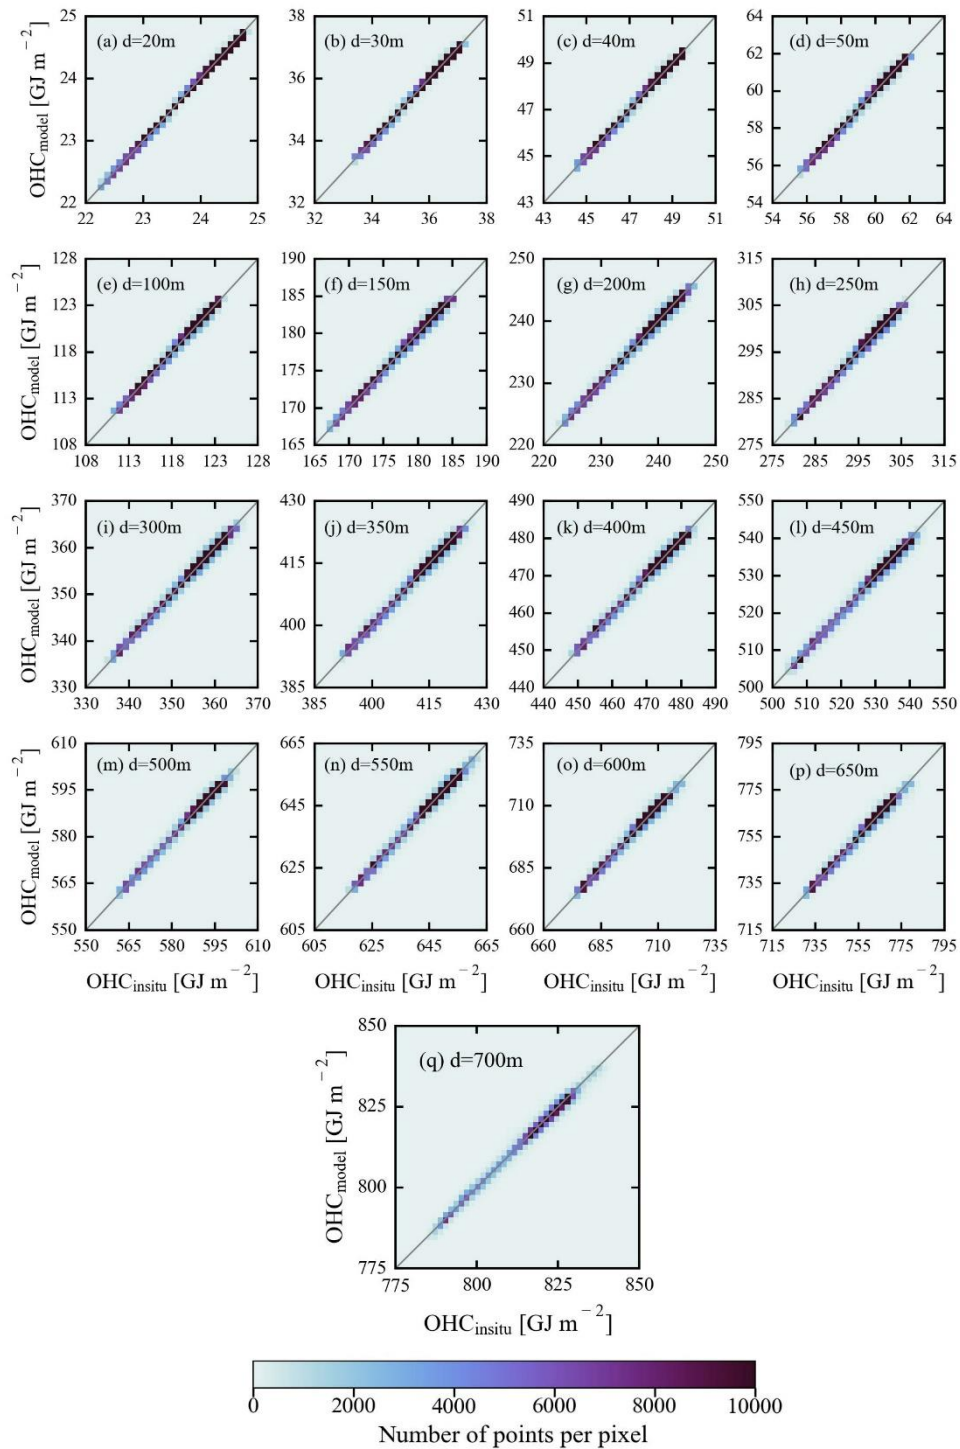 (a) d=20m (b) d=30m (c) d=40m (d) d=50m
OHC_model [GJ m⁻²]
25 24 23 22
38 36 34 32
51 49 47 45 43
64 62 60 58 56 54
22 23 24 25 32 34 36 38 43 45 47 49 51 54 56 58 60 62 64
(e) d=100m (f) d=150m (g) d=200m (h) d=250m
OHC_model [GJ m⁻²]
128 123 118 113 108
190 185 180 175 170 165
250 240 230 220
315 305 295 285 275
108 113 118 123 128 165 170 175 180 185 190 220 230 240 250 275 285 295 305 315
(i) d=300m (j) d=350m (k) d=400m (l) d=450m
OHC_model [GJ m⁻²]
370 360 350 340 330
430 415 400 385
490 480 470 460 450 440
550 540 530 520 510 500
330 340 350 360 370 385 400 415 430 440 450 460 470 480 490 500 510 520 530 540 550
(m) d=500m (n) d=550m (o) d=600m (p) d=650m
OHC_model [GJ m⁻²]
610 595 580 565 550
665 645 625 605
735 710 685 660
795 775 755 735 715
550 565 580 595 610 605 625 645 665 660 685 710 735 715 735 755 775 795
OHC_insitu [GJ m⁻²] OHC_insitu [GJ m⁻²] OHC_insitu [GJ m⁻²] OHC_insitu [GJ m⁻²]
(q) d=700m
OHC_model [GJ m⁻²]
850 825 800 775
775 800 825 850
OHC_insitu [GJ m⁻²]
0 2000 4000 6000 8000 10000
Number of points per pixel